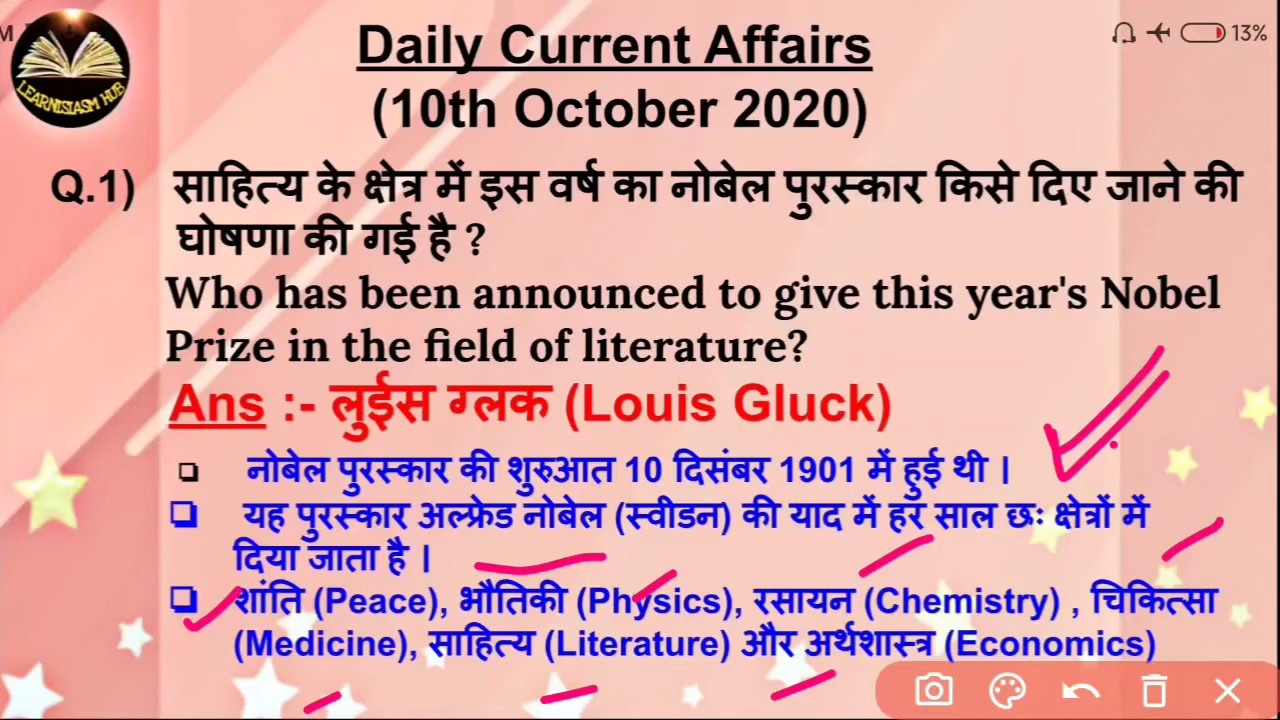 M
LEARNISIASM HUB
13%
Daily Current Affairs
(10th October 2020)
Q.1) साहित्य के क्षेत्र में इस वर्ष का नोबेल पुरस्कार किसे दिए जाने की
घोषणा की गई है ?
Who has been announced to give this year's Nobel
Prize in the field of literature?
Ans :- लुईस ग्लक (Louis Gluck)
❑ नोबेल पुरस्कार की शुरुआत 10 दिसंबर 1901 में हुई थी |
❑ यह पुरस्कार अल्फ्रेड नोबेल (स्वीडन) की याद में हर साल छः क्षेत्रों में
दिया जाता है |
❑ शांति (Peace), भौतिकी (Physics), रसायन (Chemistry) , चिकित्सा
(Medicine), साहित्य (Literature) और अर्थशास्त्र (Economics)